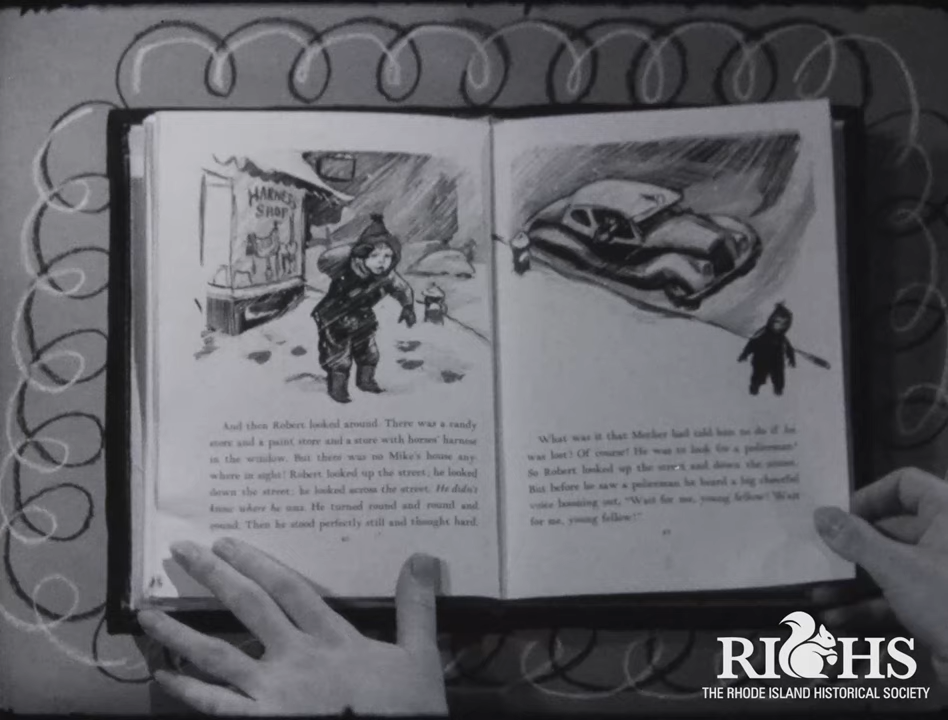 HARNESS
SHOP
And then Robert looked around. There was a candy
store and a paint store and a store with horses' harness
in the window. But there was no Mike's house any-
where in sight! Robert looked up the street; he looked
down the street; he looked across the street. He didn't
know where he was. He turned round and round and
round. Then he stood perfectly still and thought hard.
What was it that Mother had told him to do if he
was lost? Of course! He was to look for a policeman!
So Robert looked up the street and down the street.
But before he saw a policeman he heard a big cheerful
voice booming out, "Wait for me, young fellow! Wait
for me, young fellow!"
RIHS
THE RHODE ISLAND HISTORICAL SOCIETY